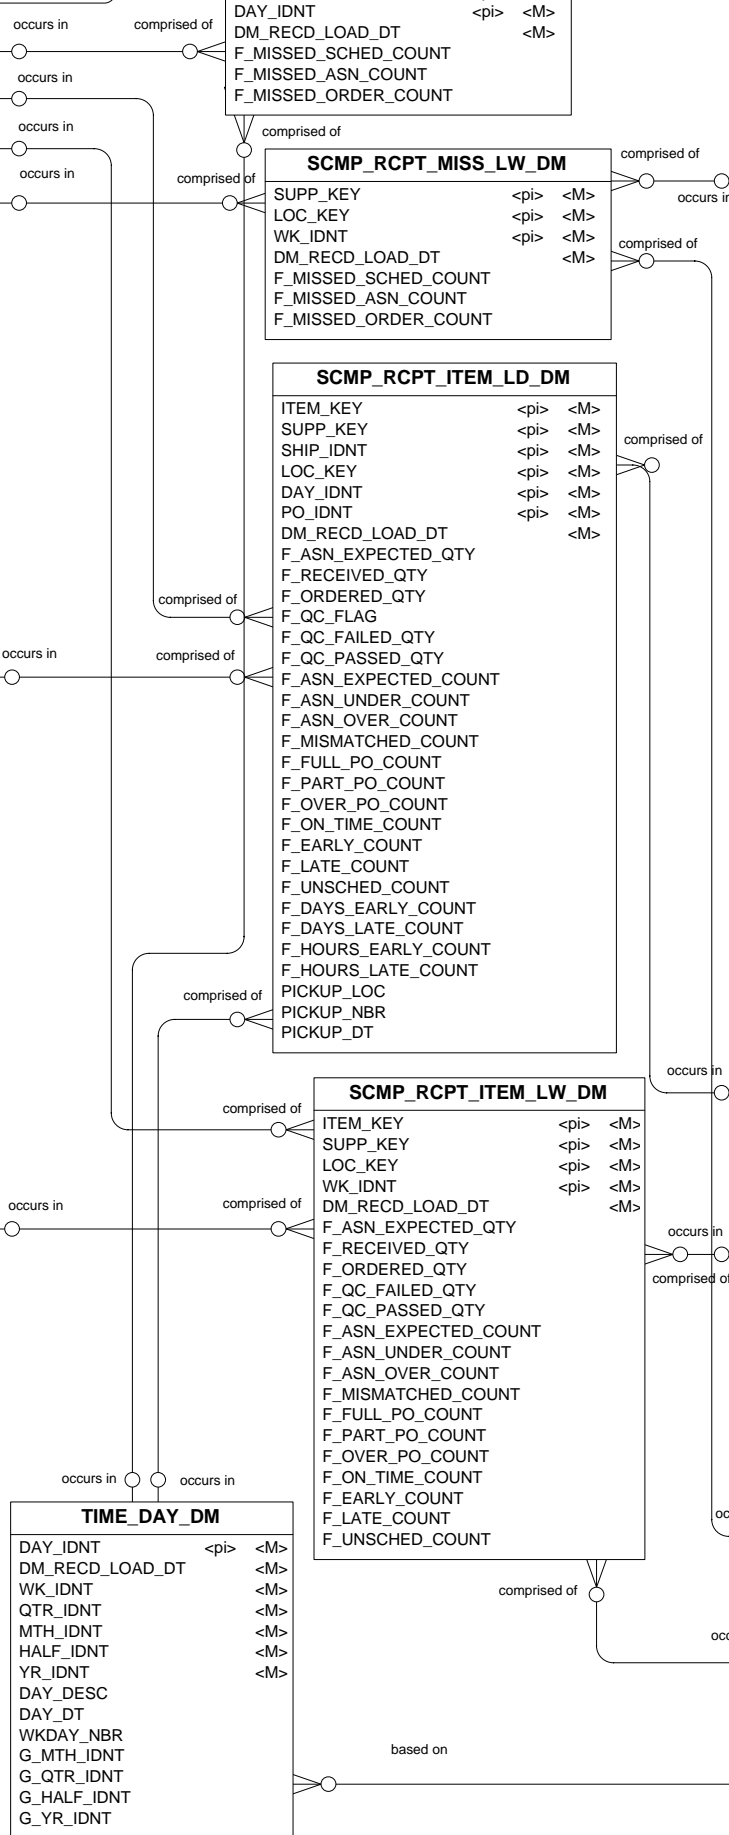 DAY_IDNT <pi> <M>
DM_RECD_LOAD_DT <M>
F_MISSED_SCHED_COUNT
F_MISSED_ASN_COUNT
F_MISSED_ORDER_COUNT
occurs in
comprised of
occurs in
occurs in
comprised of
occurs in
comprised of
SCMP_RCPT_MISS_LW_DM
SUPP_KEY <pi> <M>
LOC_KEY <pi> <M>
WK_IDNT <pi> <M>
DM_RECD_LOAD_DT <M>
F_MISSED_SCHED_COUNT
F_MISSED_ASN_COUNT
F_MISSED_ORDER_COUNT
comprised of
occurs in
comprised of
SCMP_RCPT_ITEM_LD_DM
ITEM_KEY <pi> <M>
SUPP_KEY <pi> <M>
SHIP_IDNT <pi> <M>
LOC_KEY <pi> <M>
DAY_IDNT <pi> <M>
PO_IDNT <pi> <M>
DM_RECD_LOAD_DT <M>
F_ASN_EXPECTED_QTY
F_RECEIVED_QTY
F_ORDERED_QTY
F_QC_FLAG
F_QC_FAILED_QTY
F_QC_PASSED_QTY
F_ASN_EXPECTED_COUNT
F_ASN_UNDER_COUNT
F_ASN_OVER_COUNT
F_MISMATCHED_COUNT
F_FULL_PO_COUNT
F_PART_PO_COUNT
F_OVER_PO_COUNT
F_ON_TIME_COUNT
F_EARLY_COUNT
F_LATE_COUNT
F_UNSCHED_COUNT
F_DAYS_EARLY_COUNT
F_DAYS_LATE_COUNT
F_HOURS_EARLY_COUNT
F_HOURS_LATE_COUNT
PICKUP_LOC
PICKUP_NBR
PICKUP_DT
comprised of
comprised of
occurs in
comprised of
comprised of
occurs in
SCMP_RCPT_ITEM_LW_DM
ITEM_KEY <pi> <M>
SUPP_KEY <pi> <M>
LOC_KEY <pi> <M>
WK_IDNT <pi> <M>
DM_RECD_LOAD_DT <M>
F_ASN_EXPECTED_QTY
F_RECEIVED_QTY
F_ORDERED_QTY
F_QC_FAILED_QTY
F_QC_PASSED_QTY
F_ASN_EXPECTED_COUNT
F_ASN_UNDER_COUNT
F_ASN_OVER_COUNT
F_MISMATCHED_COUNT
F_FULL_PO_COUNT
F_PART_PO_COUNT
F_OVER_PO_COUNT
F_ON_TIME_COUNT
F_EARLY_COUNT
F_LATE_COUNT
F_UNSCHED_COUNT
comprised of
occurs in
comprised of
occurs in
comprised of
occurs in
occurs in
TIME_DAY_DM
DAY_IDNT <pi> <M>
DM_RECD_LOAD_DT <M>
WK_IDNT <M>
QTR_IDNT <M>
MTH_IDNT <M>
HALF_IDNT <M>
YR_IDNT <M>
DAY_DESC
DAY_DT
WKDAY_NBR
G_MTH_IDNT
G_QTR_IDNT
G_HALF_IDNT
G_YR_IDNT
comprised of
based on